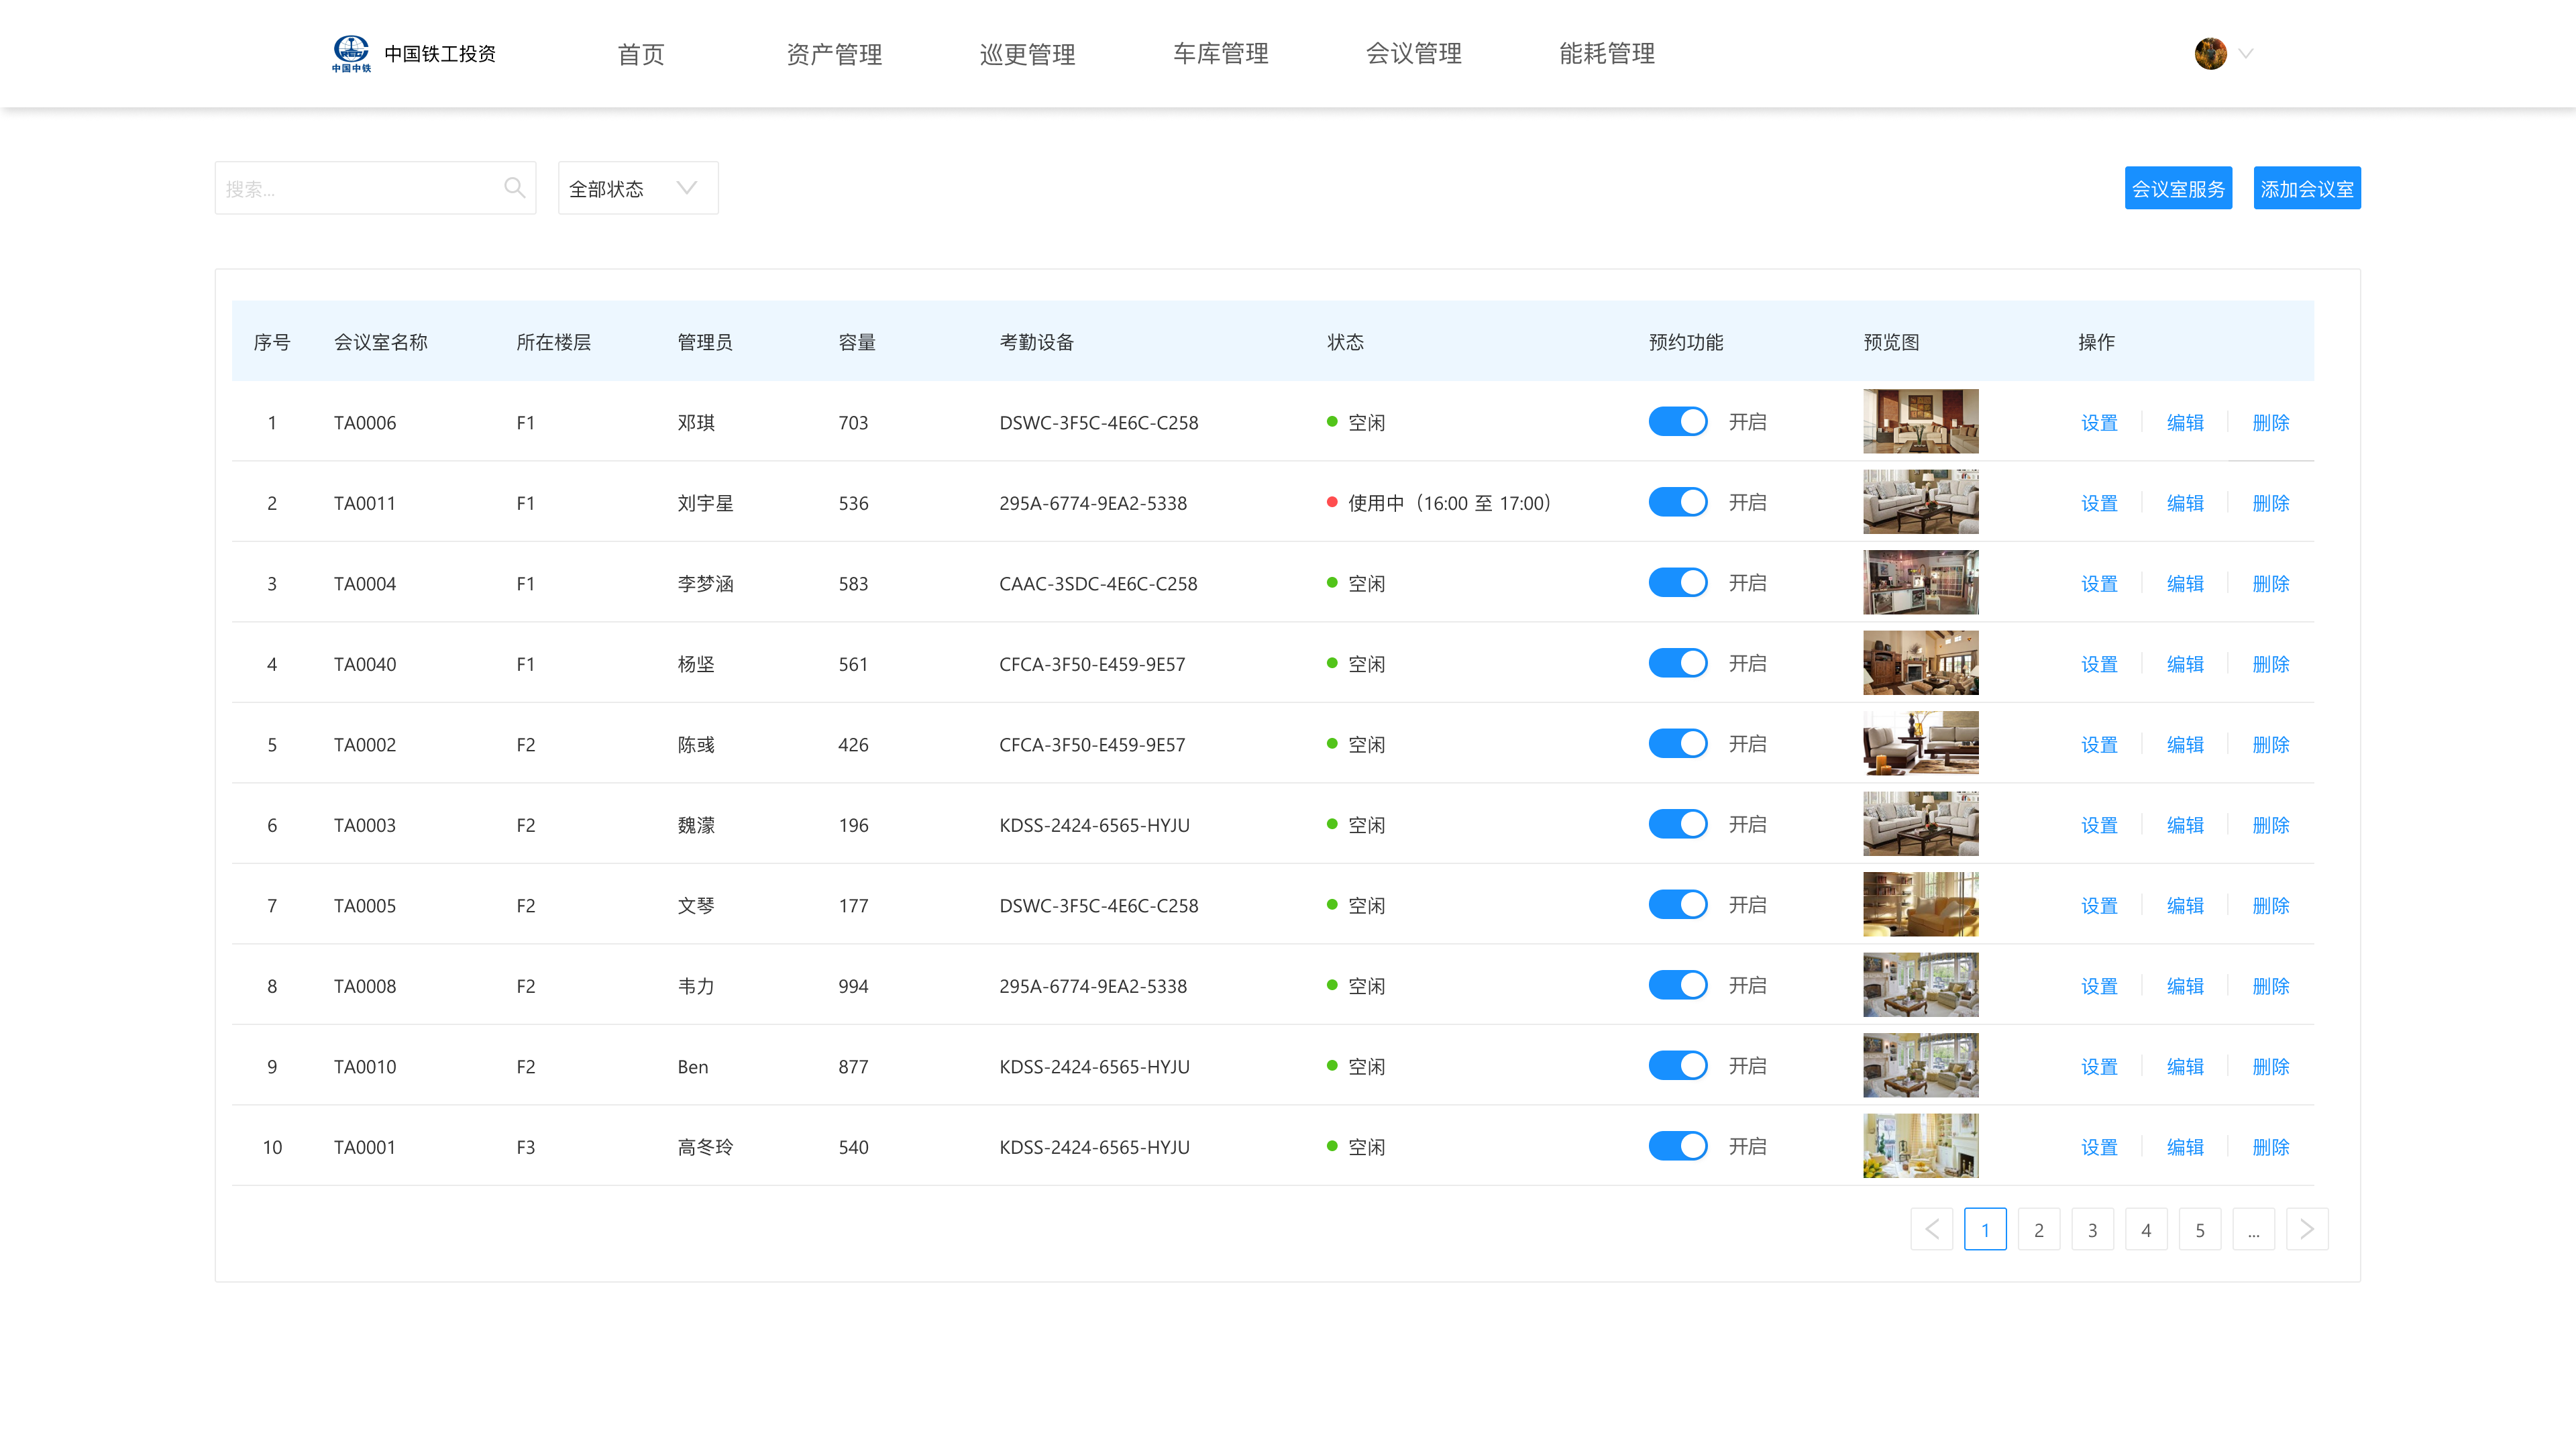 中国中铁 中国铁工投资 首页 资产管理 巡更管理 车库管理 会议管理 能耗管理
搜索... 全部状态 会议室服务 添加会议室
序号 会议室名称 所在楼层 管理员 容量 考勤设备 状态 预约功能 预览图 操作
1 TA0006 F1 邓琪 703 DSWC-3F5C-4E6C-C258 空闲 开启 设置 编辑 删除
2 TA0011 F1 刘宇星 536 295A-6774-9EA2-5338 使用中（16:00 至 17:00） 开启 设置 编辑 删除
3 TA0004 F1 李梦涵 583 CAAC-3SDC-4E6C-C258 空闲 开启 设置 编辑 删除
4 TA0040 F1 杨坚 561 CFCA-3F50-E459-9E57 空闲 开启 设置 编辑 删除
5 TA0002 F2 陈彧 426 CFCA-3F50-E459-9E57 空闲 开启 设置 编辑 删除
6 TA0003 F2 魏濛 196 KDSS-2424-6565-HYJU 空闲 开启 设置 编辑 删除
7 TA0005 F2 文琴 177 DSWC-3F5C-4E6C-C258 空闲 开启 设置 编辑 删除
8 TA0008 F2 韦力 994 295A-6774-9EA2-5338 空闲 开启 设置 编辑 删除
9 TA0010 F2 Ben 877 KDSS-2424-6565-HYJU 空闲 开启 设置 编辑 删除
10 TA0001 F3 高冬玲 540 KDSS-2424-6565-HYJU 空闲 开启 设置 编辑 删除
1 2 3 4 5 ...